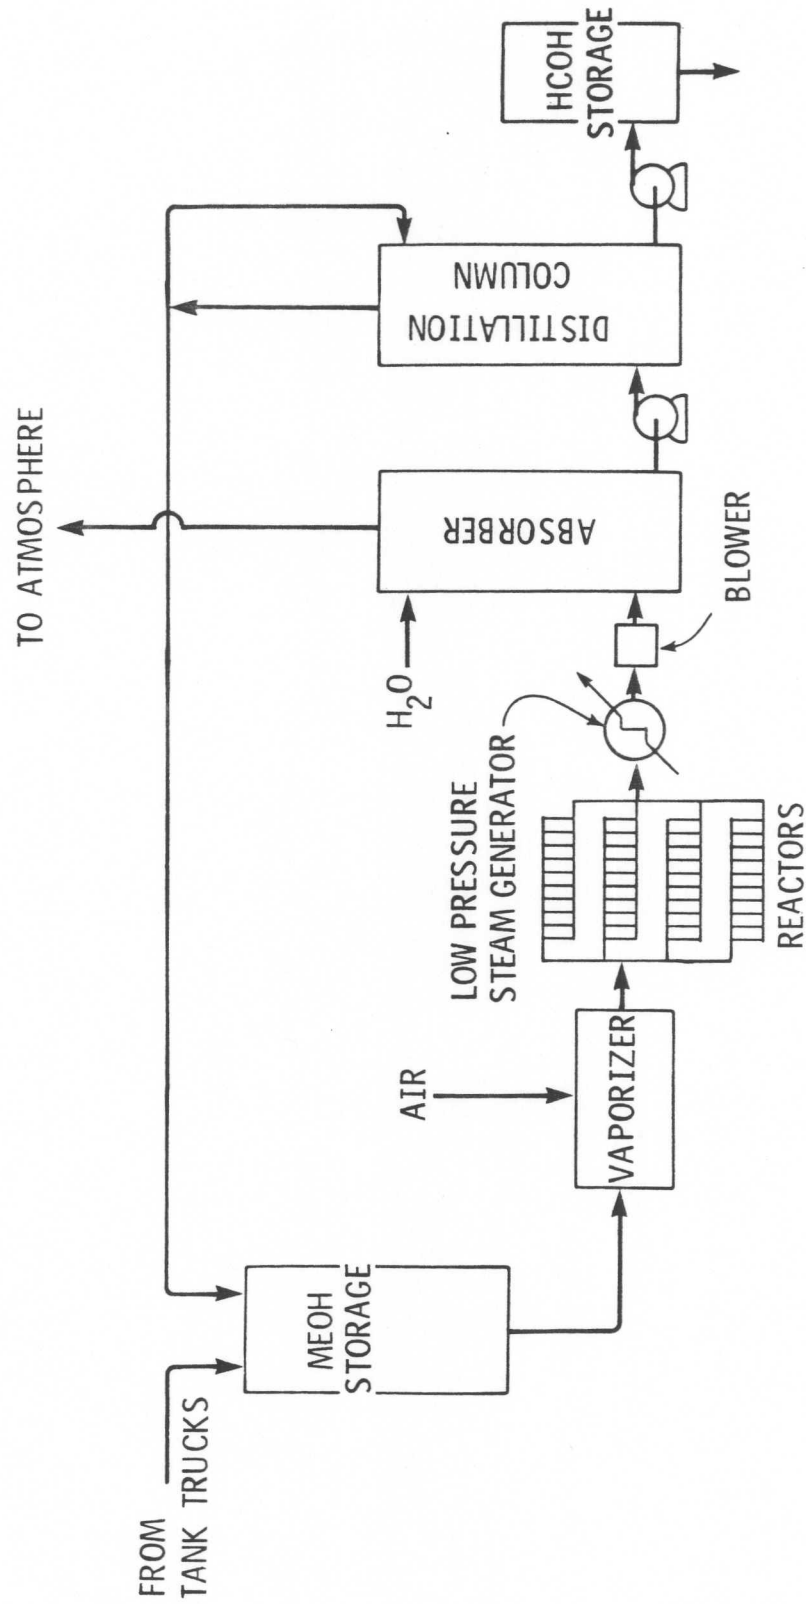 FROM
TANK TRUCKS
MEOH
STORAGE
AIR
VAPORIZER
REACTORS
LOW PRESSURE
STEAM GENERATOR
BLOWER
H2O
ABSORBER
TO ATMOSPHERE
DISTILLATION
COLUMN
HCOH
STORAGE